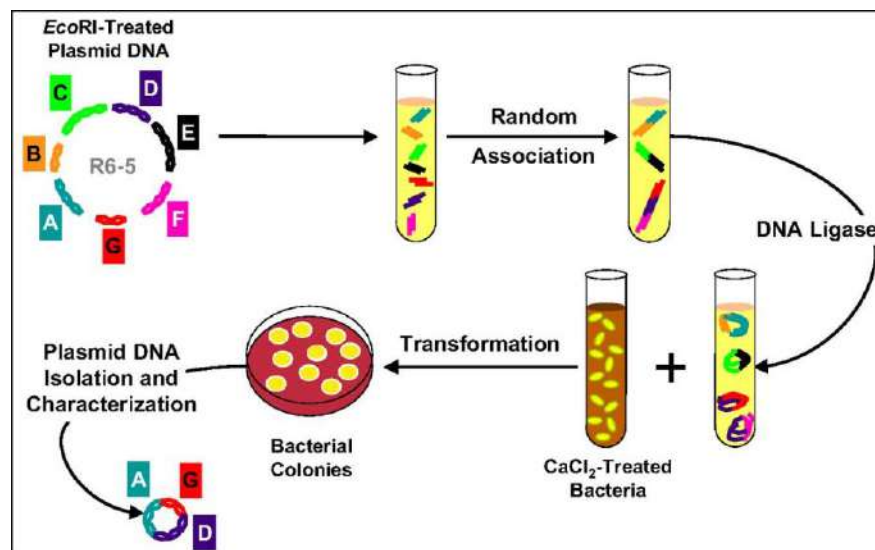 EcoRI-Treated
Plasmid DNA
C
D
B
E
R6-5
A
F
G
Random
Association
DNA Ligase
Transformation
+
Plasmid DNA
Isolation and
Characterization
Bacterial
Colonies
CaCl₂-Treated
Bacteria
A
G
D